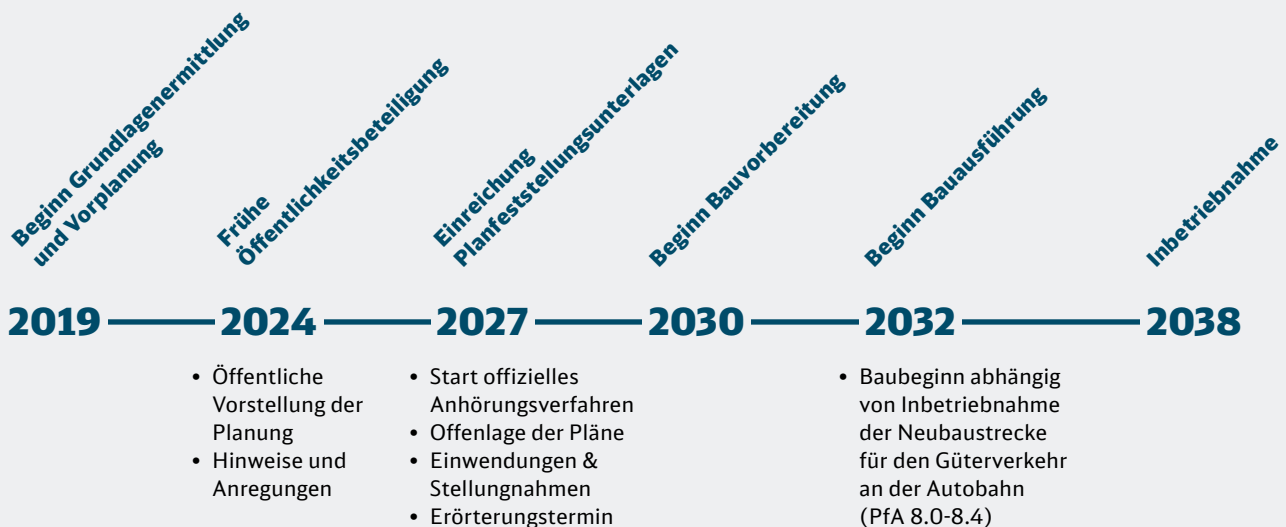 Beginn Grundlagenermittlung
und Vorplanung
Frühe
Öffentlichkeitsbeteiligung
Einreichung
Planfeststellungsunterlagen
Beginn Bauvorbereitung
Beginn Bauausführung
Inbetriebnahme
2019
2024
2027
2030
2032
2038
• Öffentliche
Vorstellung der
Planung
• Hinweise und
Anregungen
• Start offizielles
Anhörungsverfahren
• Offenlage der Pläne
• Einwendungen &
Stellungnahmen
• Erörterungstermin
• Baubeginn abhängig
von Inbetriebnahme
der Neubaustrecke
für den Güterverkehr
an der Autobahn
(PfA 8.0-8.4)